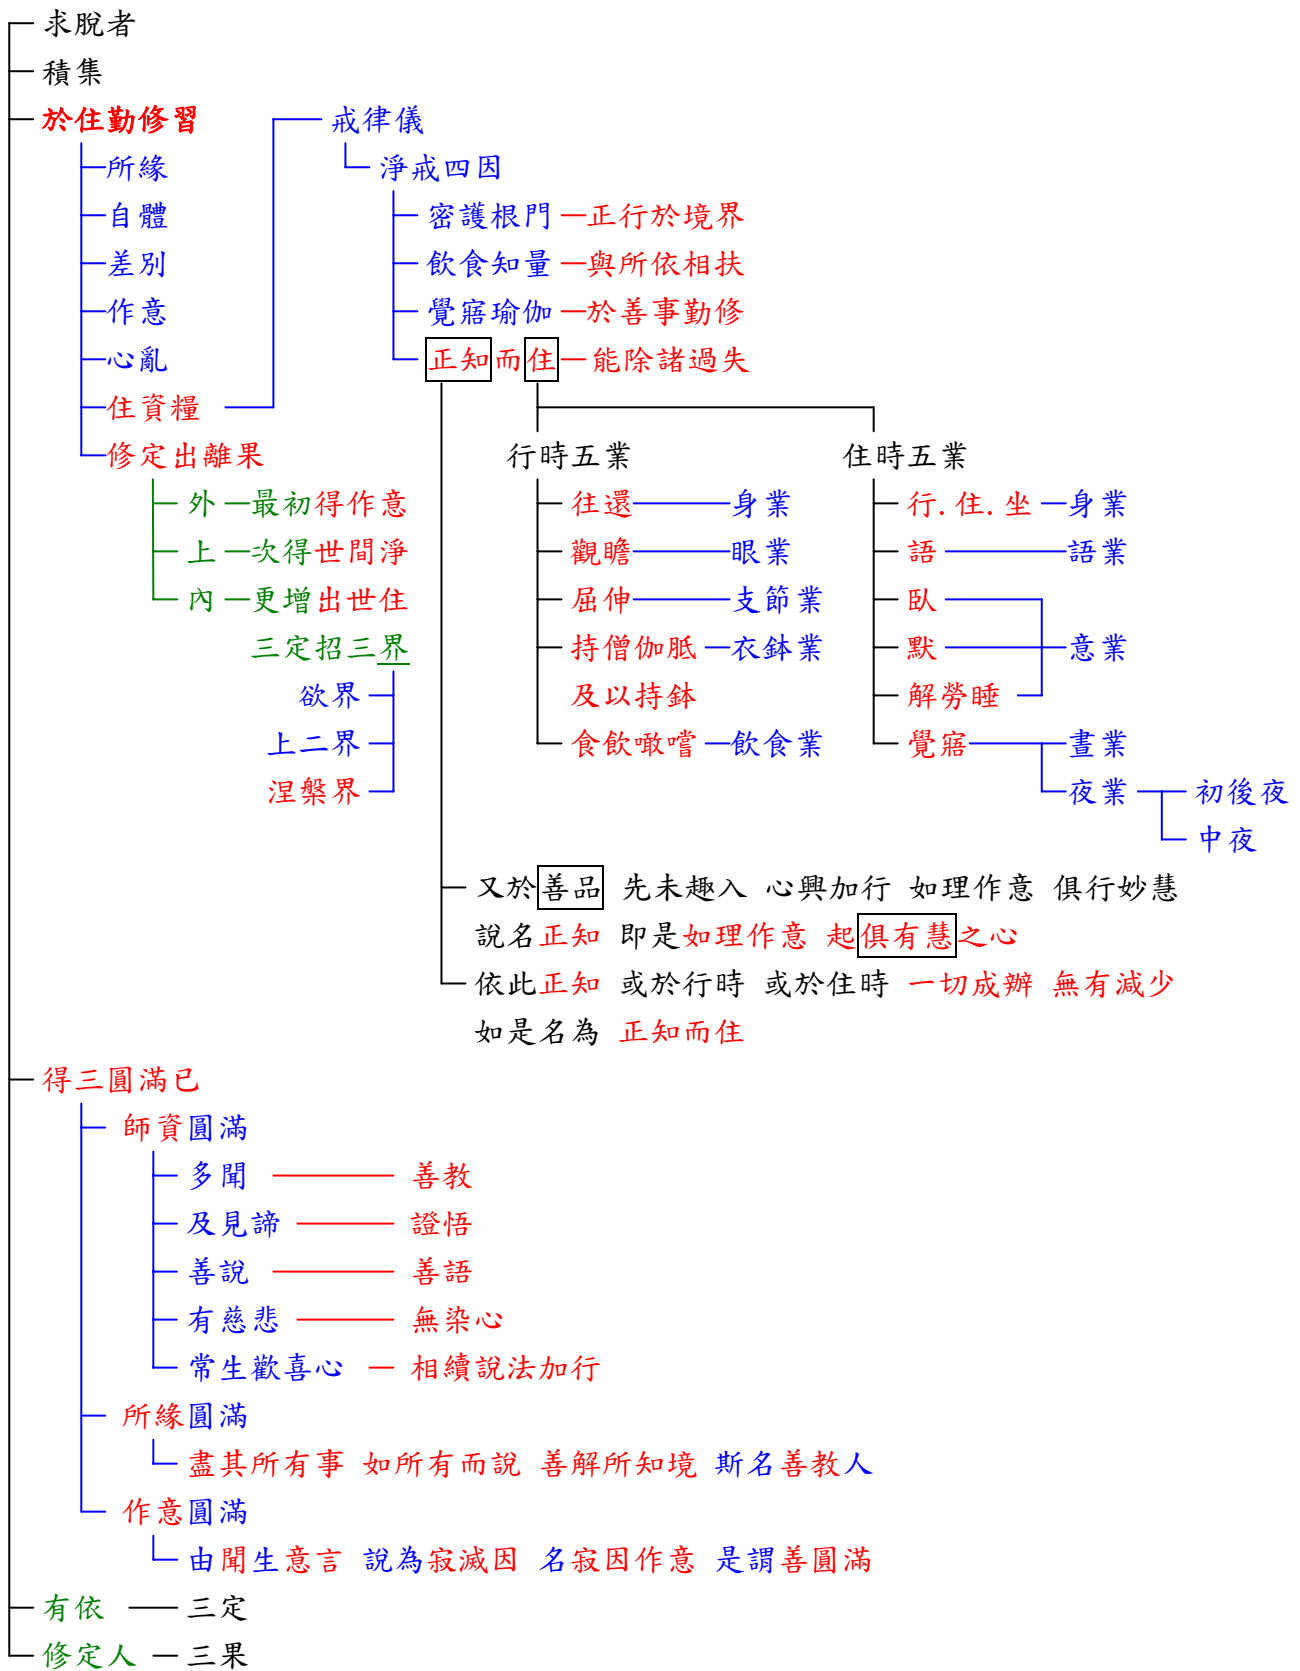 求脫者
積集
於住勤修習 戒律儀
所緣 淨戒四因
自體 密護根門 正行於境界
差別 飲食知量 與所依相扶
作意 覺寤瑜伽 於善事勤修
心亂 正知而住 能除諸過失
住資糧
修定出離果 行時五業 住時五業
外 最初得作意 往還 身業 行.住.坐 身業
上 次得世間淨 觀瞻 眼業 語 語業
內 更增出世住 屈伸 支節業 臥
三定招三界 持僧伽胝 衣鉢業 默 意業
欲界 及以持鉢 解勞睡
上二界 食飲噉嚐 飲食業 覺寤 晝業
涅槃界 夜業 初後夜
中夜
又於善品 先未趣入 心興加行 如理作意 俱行妙慧
說名正知 即是如理作意 起俱有慧之心
依此正知 或於行時 或於住時 一切成辦 無有減少
如是名為 正知而住
得三圓滿已
師資圓滿
多聞 善教
及見諦 證悟
善說 善語
有慈悲 無染心
常生歡喜心 相續說法加行
所緣圓滿
盡其所有事 如所有而說 善解所知境 斯名善教人
作意圓滿
由聞生意言 說為寂滅因 名寂因作意 是謂善圓滿
有依 三定
修定人 三果